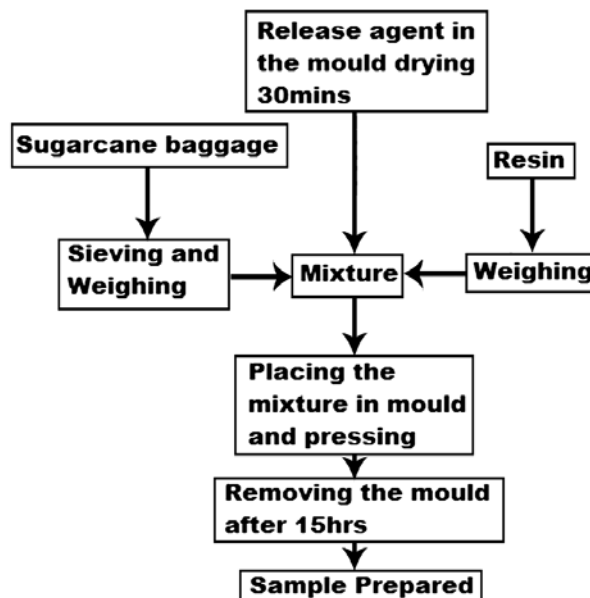 Release agent in
the mould drying
30mins
Sugarcane baggage
Resin
Sieving and
Weighing
Mixture
Weighing
Placing the
mixture in mould
and pressing
Removing the mould
after 15hrs
Sample Prepared